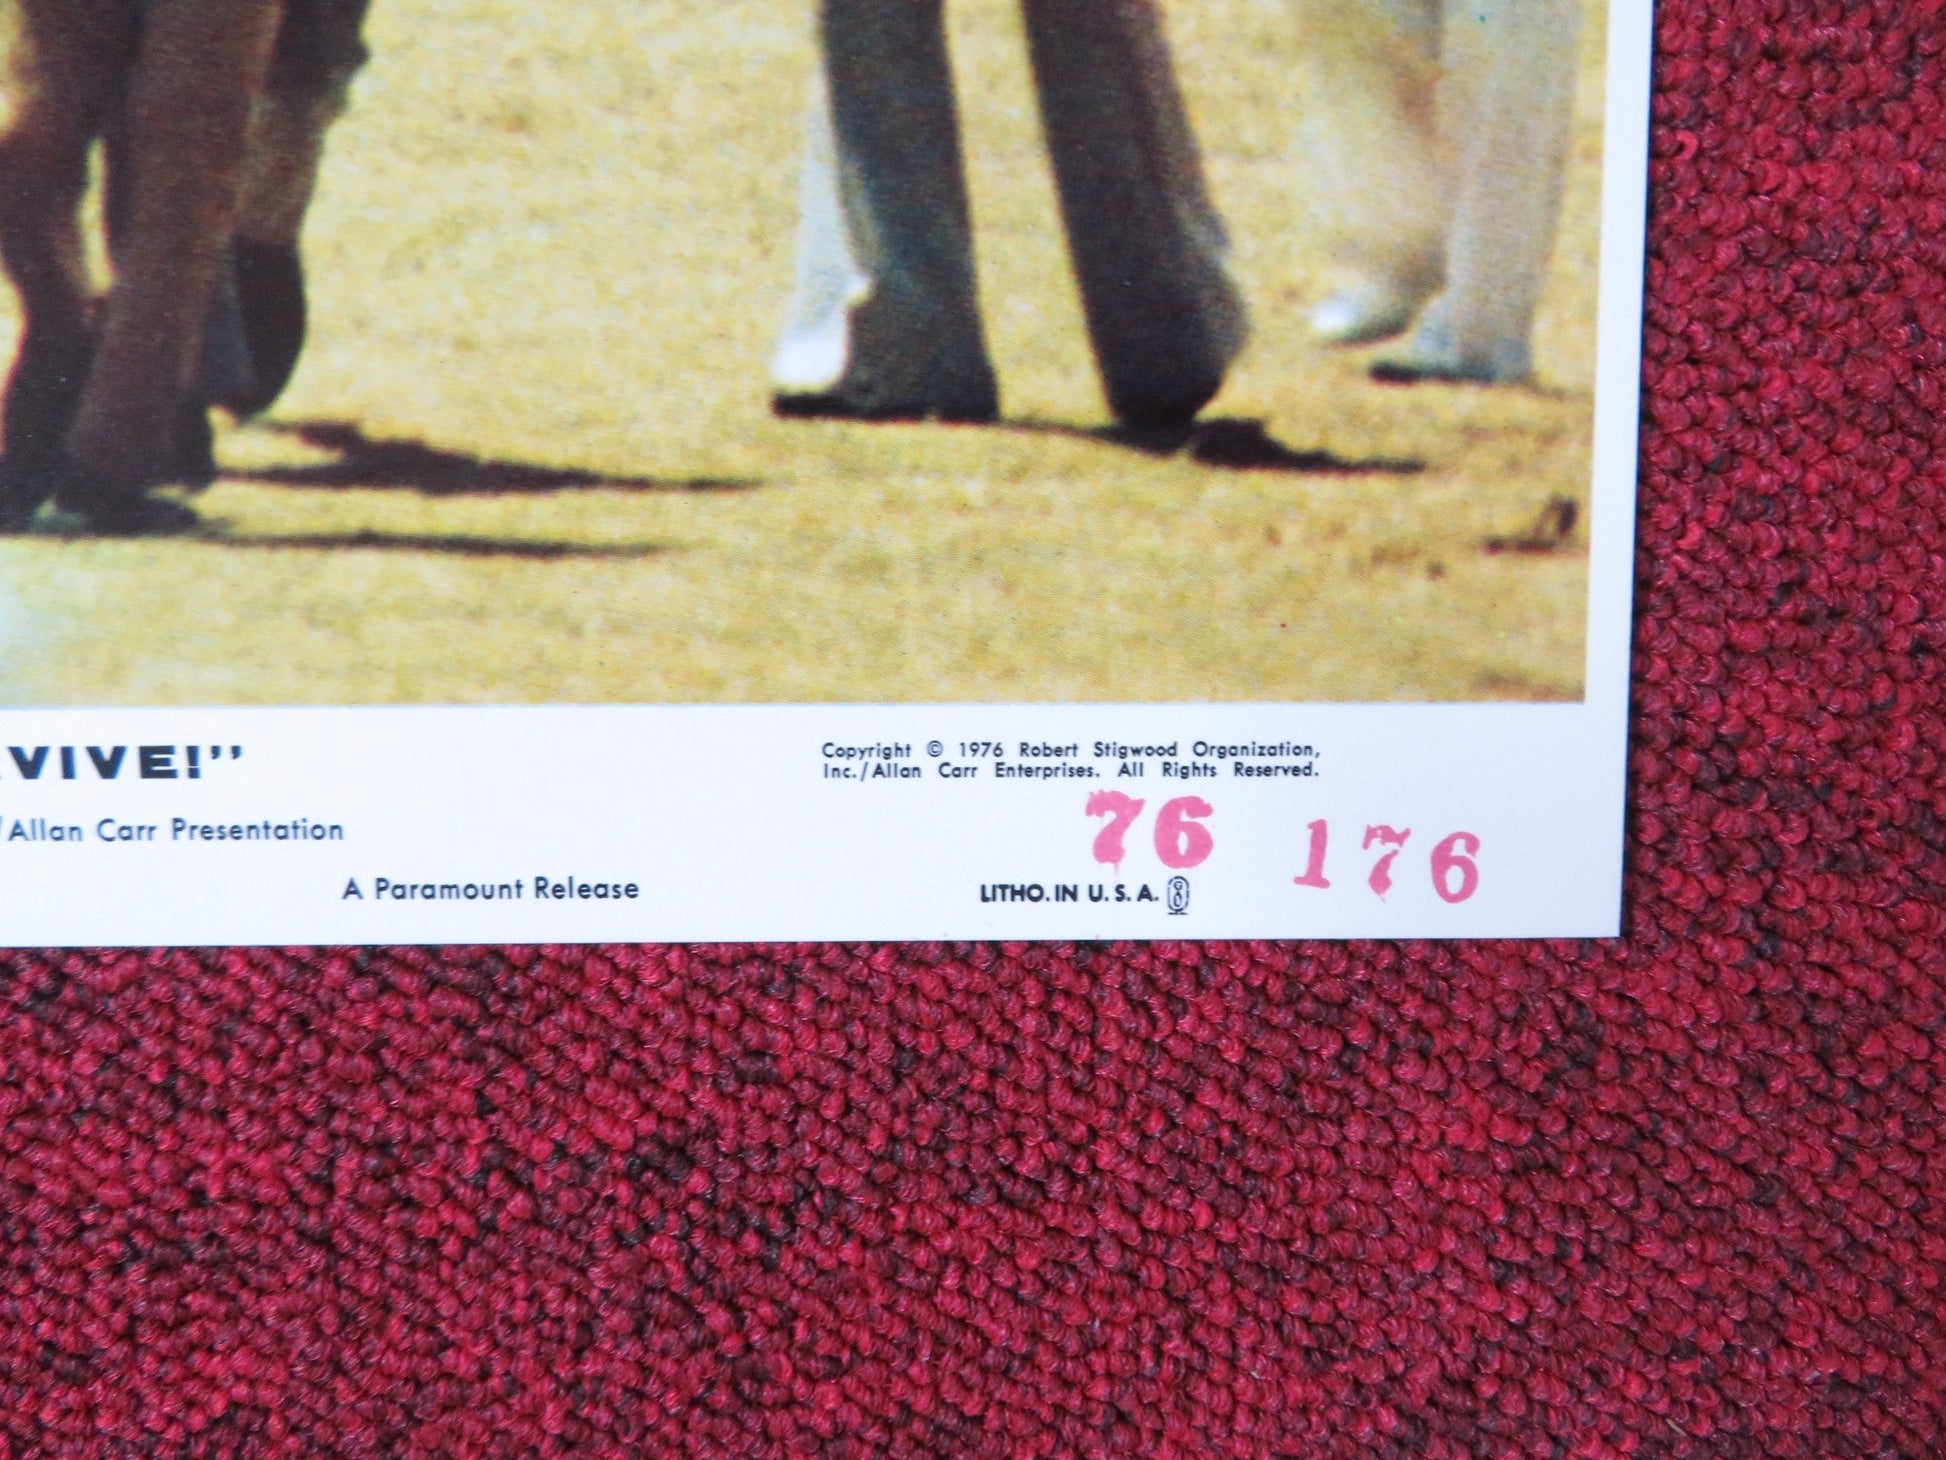 VIVE!"
Copyright © 1976 Robert Stigwood Organization,
Inc./Allan Carr Enterprises. All Rights Reserved.
/Allan Carr Presentation
76 176
A Paramount Release
LITHO. IN U. S. A.